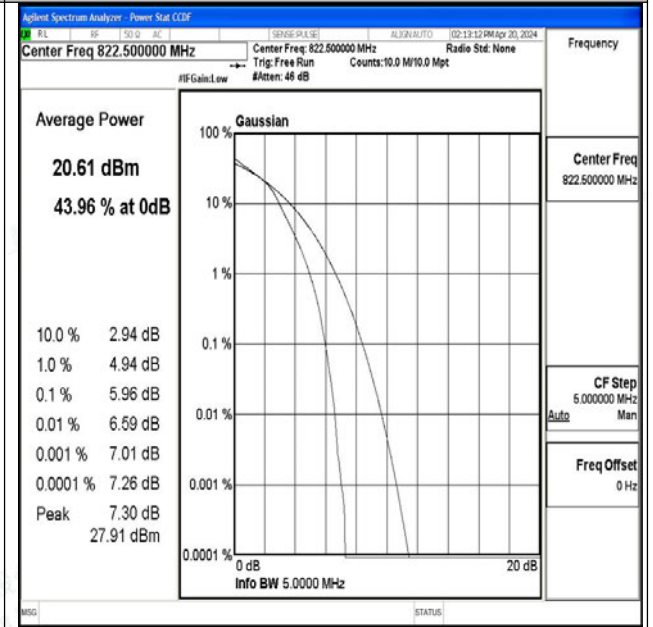 Agilent Spectrum Analyzer - Power Stat CCDF
RL RF 50 Ω AC SENSE:PULSE ALIGN AUTO 02:13:12 PM Apr 20, 2024
Center Freq 822.500000 MHz
Center Freq: 822.500000 MHz Radio Std: None
Trig: Free Run Counts:10.0 M/10.0 Mpt
#IFGain:Low #Atten: 46 dB
Frequency
Average Power
20.61 dBm
43.96 % at 0dB
10.0 % 2.94 dB
1.0 % 4.94 dB
0.1 % 5.96 dB
0.01 % 6.59 dB
0.001 % 7.01 dB
0.0001 % 7.26 dB
Peak 7.30 dB
27.91 dBm
Gaussian
100 %
10 %
1 %
0.1 %
0.01 %
0.001 %
0.0001 %
0 dB 20 dB
Info BW 5.0000 MHz
Center Freq
822.500000 MHz
CF Step
5.000000 MHz
Auto Man
Freq Offset
0 Hz
MSG STATUS